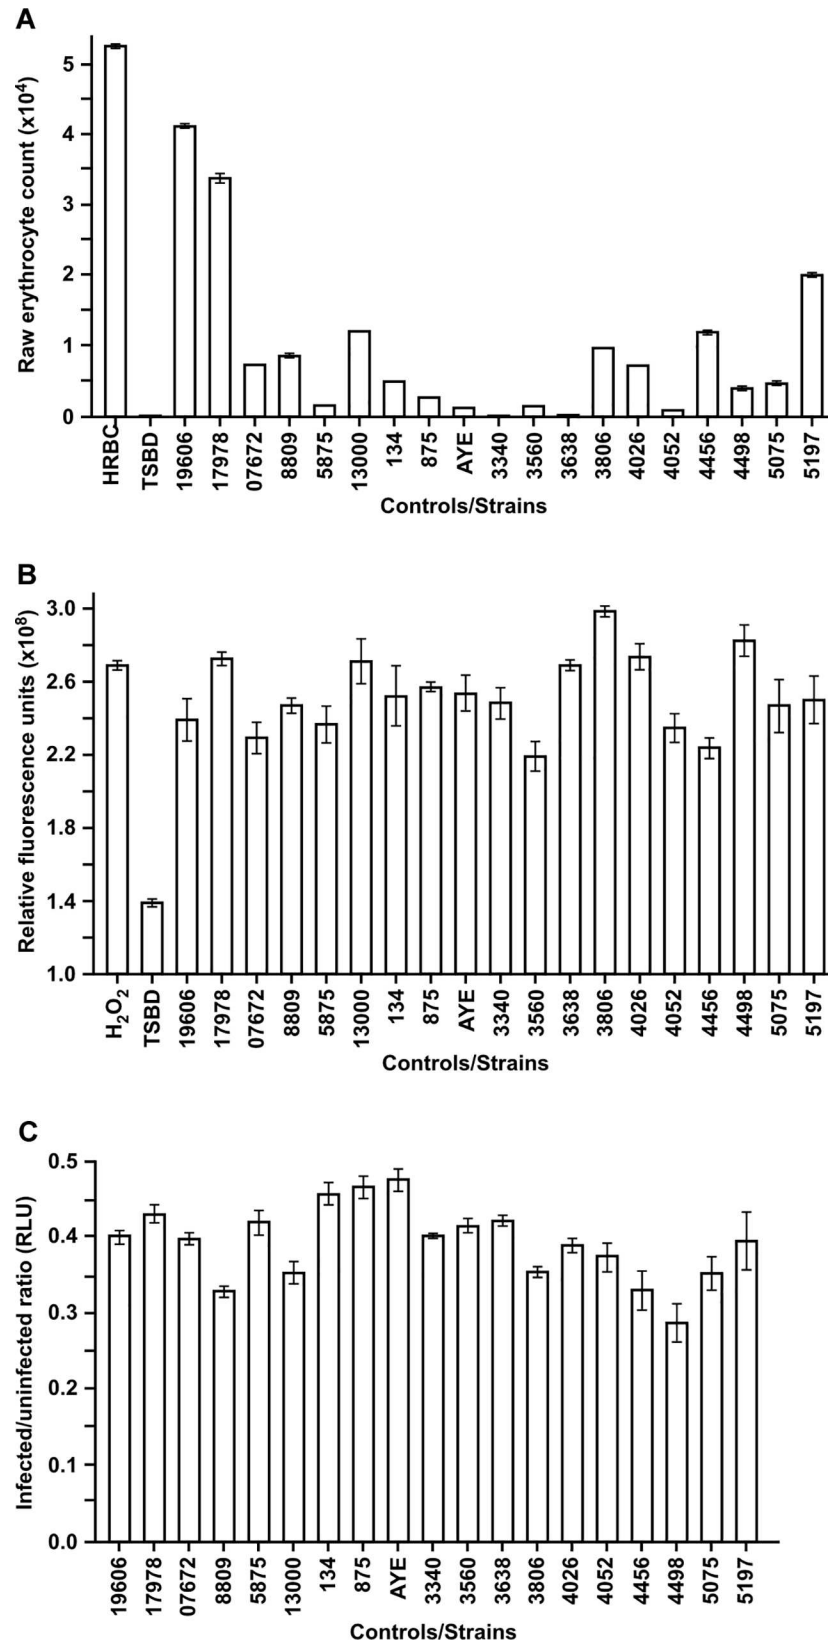 A
Raw erythrocyte count (x10⁴)
5
4
3
2
1
0
HRBC TSBD 19606 17978 07672 8809 5875 13000 134 875 AYE 3340 3560 3638 3806 4026 4052 4456 4498 5075 5197
Controls/Strains
B
Relative fluorescence units (x10⁸)
3.0
2.6
2.2
1.8
1.4
1.0
H₂O₂ TSBD 19606 17978 07672 8809 5875 13000 134 875 AYE 3340 3560 3638 3806 4026 4052 4456 4498 5075 5197
Controls/Strains
C
Infected/uninfected ratio (RLU)
0.5
0.4
0.3
0.2
0.1
0.0
19606 17978 07672 8809 5875 13000 134 875 AYE 3340 3560 3638 3806 4026 4052 4456 4498 5075 5197
Controls/Strains